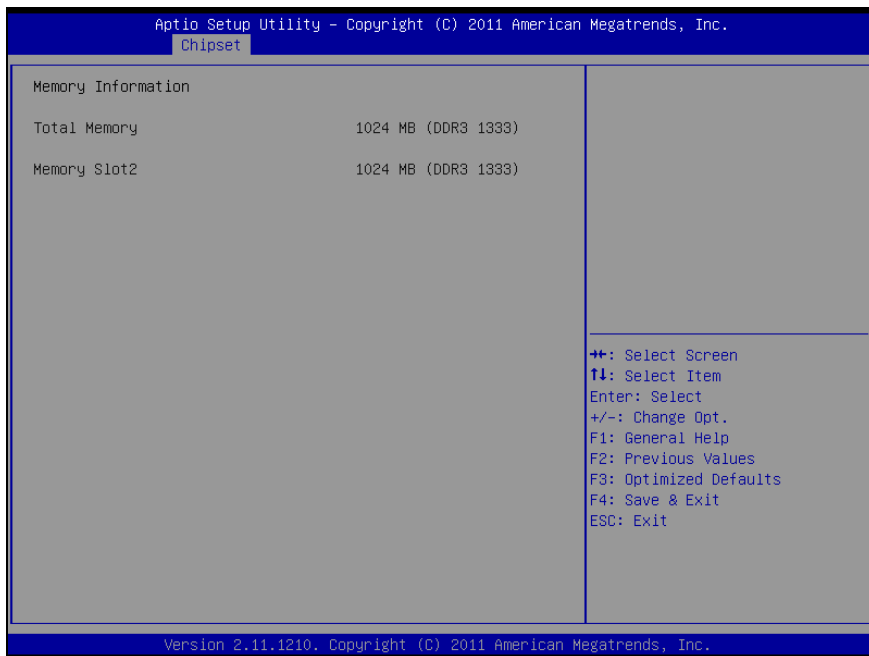 Aptio Setup Utility – Copyright (C) 2011 American Megatrends, Inc.
Chipset
Memory Information
Total Memory 1024 MB (DDR3 1333)
Memory Slot2 1024 MB (DDR3 1333)
→←: Select Screen
↑↓: Select Item
Enter: Select
+/-: Change Opt.
F1: General Help
F2: Previous Values
F3: Optimized Defaults
F4: Save & Exit
ESC: Exit
Version 2.11.1210. Copyright (C) 2011 American Megatrends, Inc.